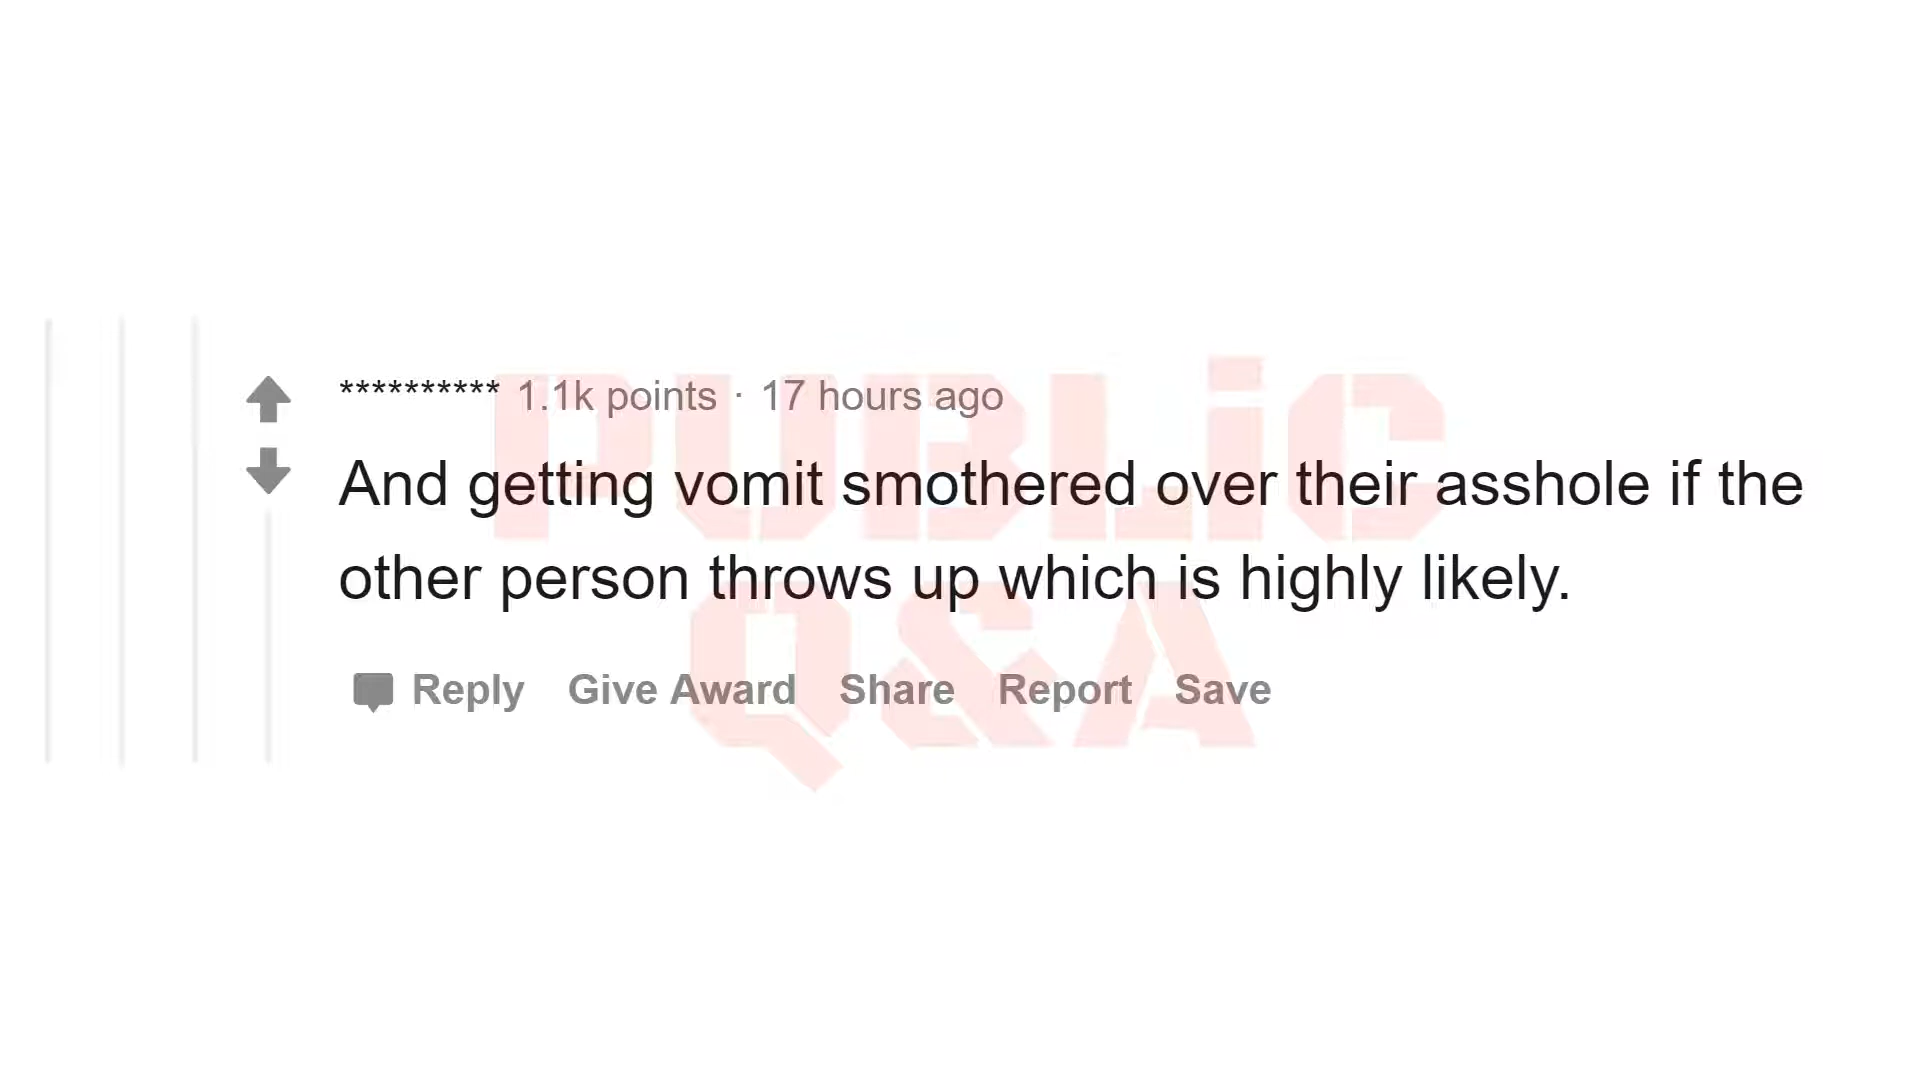 ********** 1.1k points · 17 hours ago
And getting vomit smothered over their asshole if the
other person throws up which is highly likely.
Reply Give Award Share Report Save
PUBLiC
Q&A